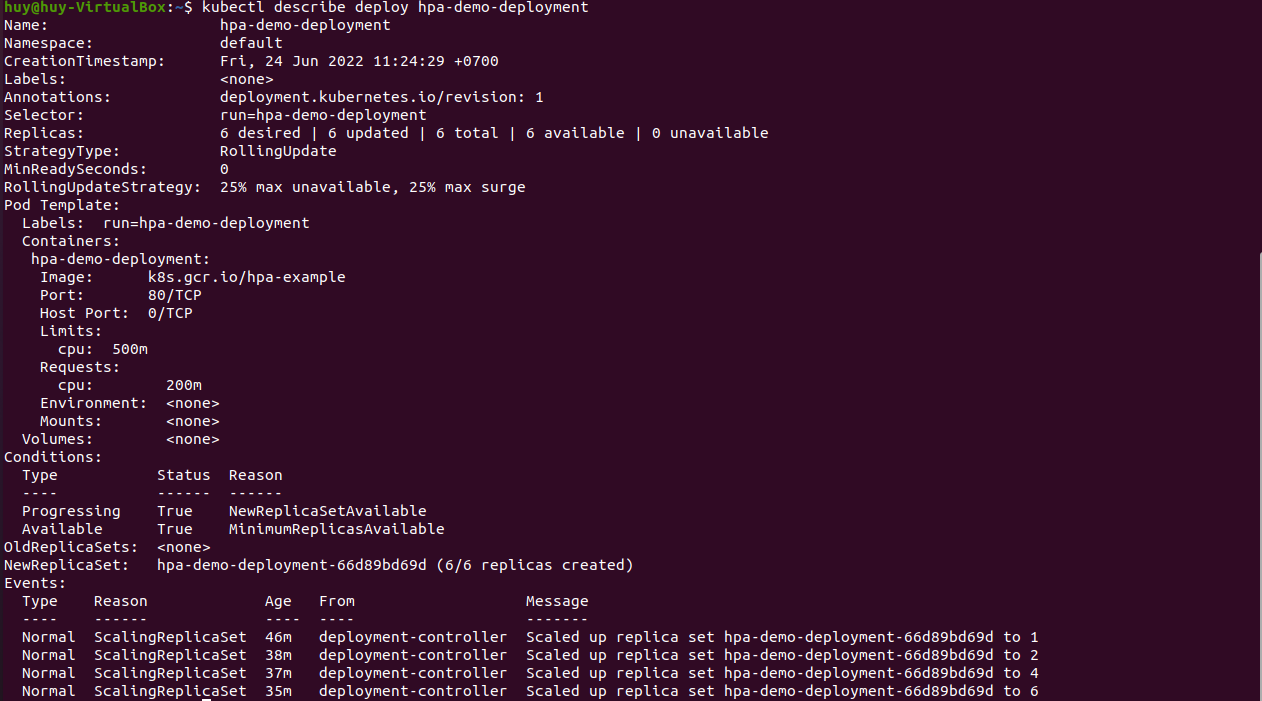 huy@huy-VirtualBox:~$ kubectl describe deploy hpa-demo-deployment
Name:                   hpa-demo-deployment
Namespace:              default
CreationTimestamp:      Fri, 24 Jun 2022 11:24:29 +0700
Labels:                 <none>
Annotations:            deployment.kubernetes.io/revision: 1
Selector:               run=hpa-demo-deployment
Replicas:               6 desired | 6 updated | 6 total | 6 available | 0 unavailable
StrategyType:           RollingUpdate
MinReadySeconds:        0
RollingUpdateStrategy:  25% max unavailable, 25% max surge
Pod Template:
  Labels:  run=hpa-demo-deployment
  Containers:
   hpa-demo-deployment:
    Image:      k8s.gcr.io/hpa-example
    Port:       80/TCP
    Host Port:  0/TCP
    Limits:
      cpu:  500m
    Requests:
      cpu:        200m
    Environment:  <none>
    Mounts:       <none>
  Volumes:        <none>
Conditions:
  Type           Status  Reason
  ----           ------  ------
  Progressing    True    NewReplicaSetAvailable
  Available      True    MinimumReplicasAvailable
OldReplicaSets:  <none>
NewReplicaSet:   hpa-demo-deployment-66d89bd69d (6/6 replicas created)
Events:
  Type    Reason             Age   From                   Message
  ----    ------             ----  ----                   -------
  Normal  ScalingReplicaSet  46m   deployment-controller  Scaled up replica set hpa-demo-deployment-66d89bd69d to 1
  Normal  ScalingReplicaSet  38m   deployment-controller  Scaled up replica set hpa-demo-deployment-66d89bd69d to 2
  Normal  ScalingReplicaSet  37m   deployment-controller  Scaled up replica set hpa-demo-deployment-66d89bd69d to 4
  Normal  ScalingReplicaSet  35m   deployment-controller  Scaled up replica set hpa-demo-deployment-66d89bd69d to 6